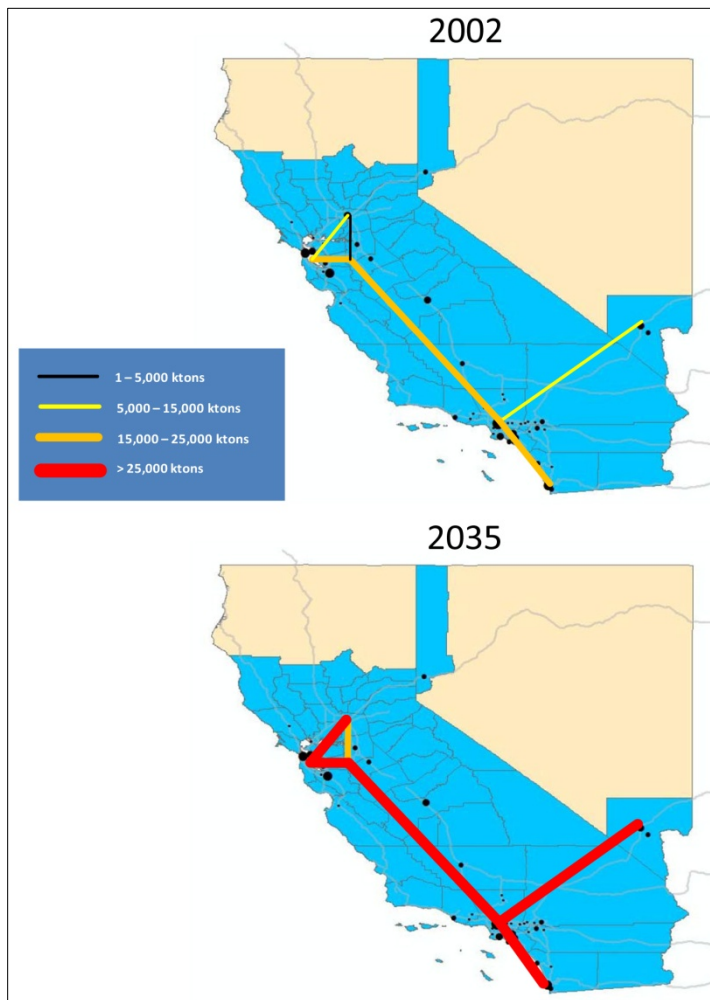 2002
1 – 5,000 ktons
5,000 – 15,000 ktons
15,000 – 25,000 ktons
> 25,000 ktons
2035